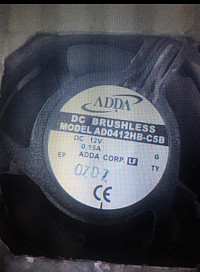 ADDA
DC BRUSHLESS
MODEL AD0412HB-C5B
DC 12V
0.15A
EP ADDA CORP. LF G
TY
CE